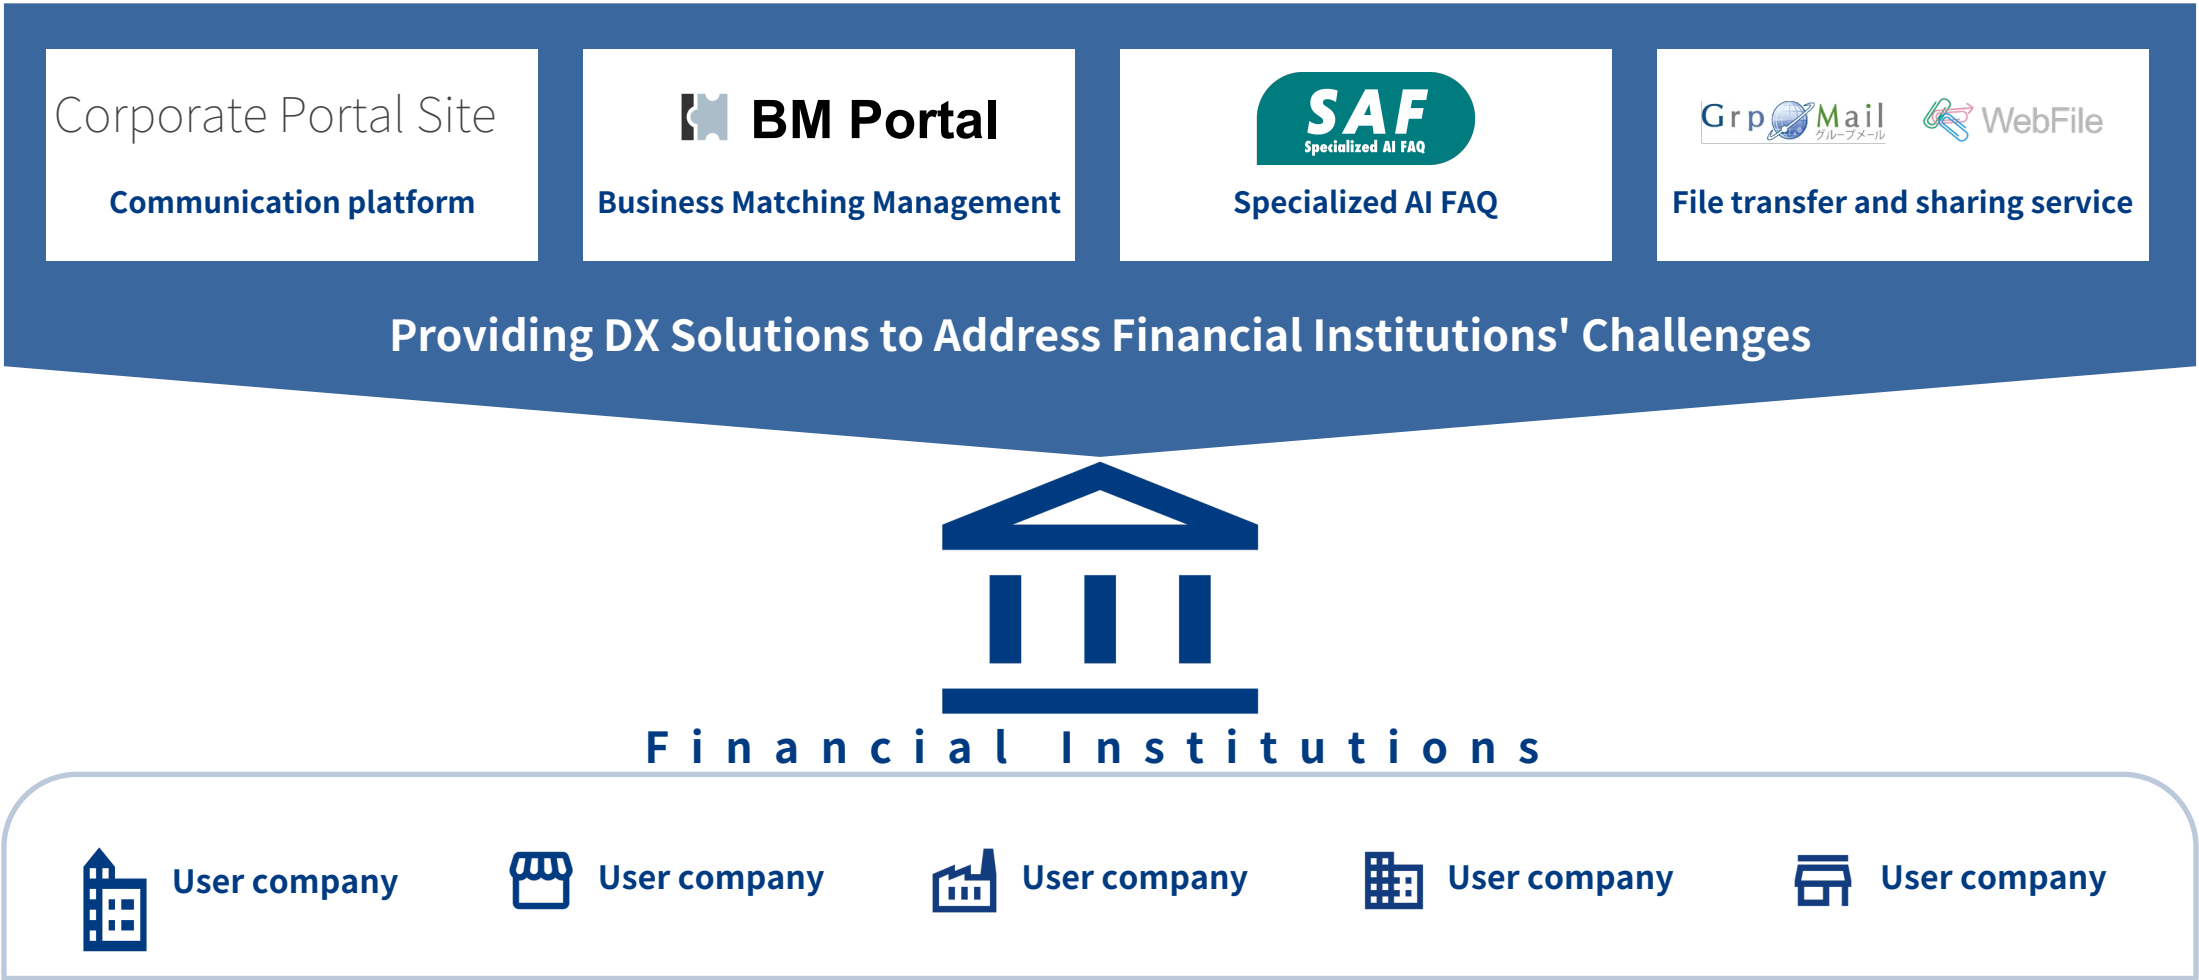 Corporate Portal Site
Communication platform
BM Portal
Business Matching Management
SAF
Specialized AI FAQ
Specialized AI FAQ
Grp Mail
グループメール
WebFile
File transfer and sharing service
Providing DX Solutions to Address Financial Institutions' Challenges
Financial Institutions
User company
User company
User company
User company
User company